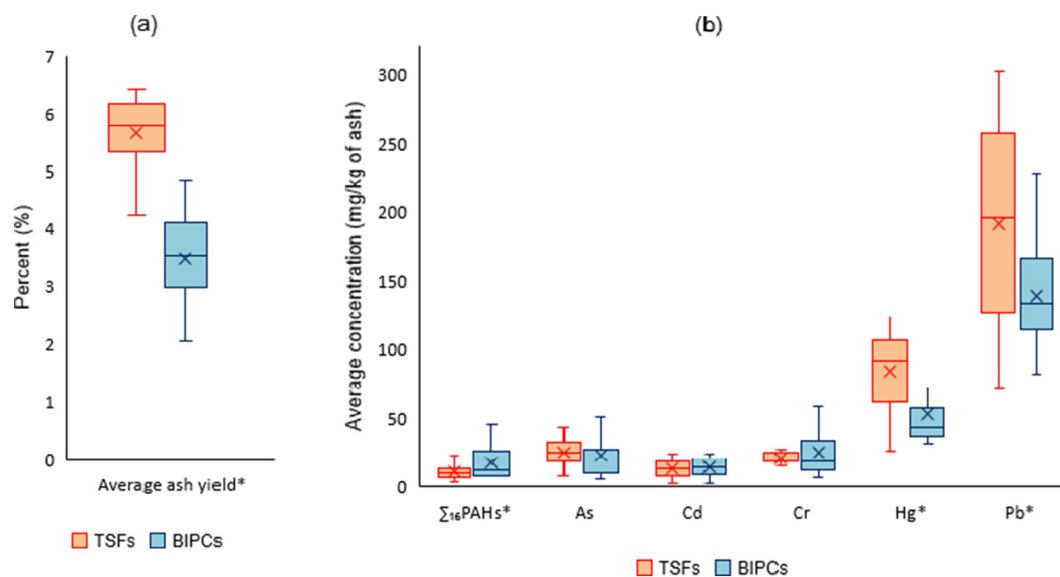 (a)
Percent (%)
7
6
5
4
3
2
1
0
Average ash yield*
TSFs BIPCs
(b)
Average concentration (mg/kg of ash)
300
250
200
150
100
50
0
∑₁₆PAHs* As Cd Cr Hg* Pb*
TSFs BIPCs